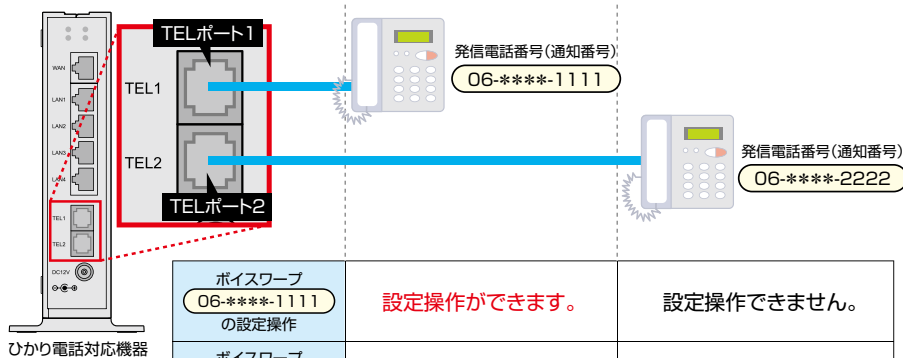 TELポート1
発信電話番号(通知番号)
06-****-1111
WAN
LAN1
LAN2
LAN3
LAN4
TEL1
TEL2
DC12V
TEL1
TEL2
TELポート2
発信電話番号(通知番号)
06-****-2222
ひかり電話対応機器
ボイスワープ
06-****-1111
の設定操作
設定操作ができます。
設定操作できません。
ボイスワープ